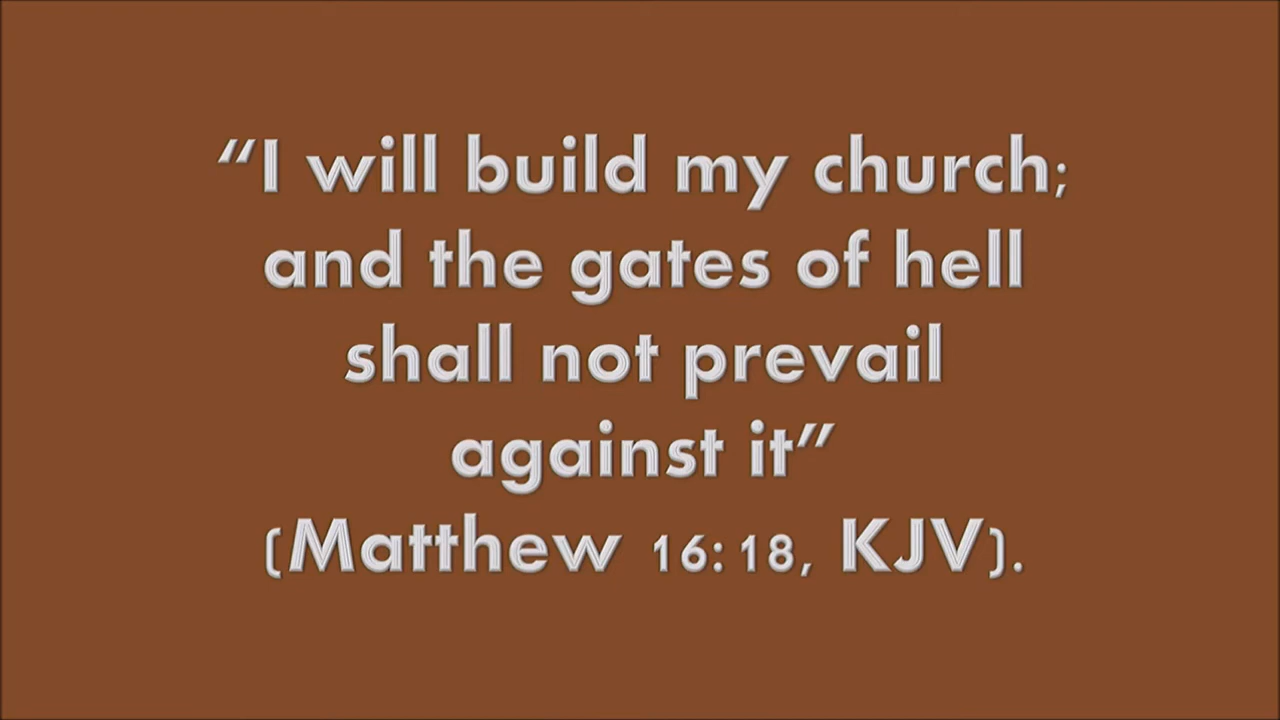 “I will build my church;
and the gates of hell
shall not prevail
against it”
(Matthew 16:18, KJV).